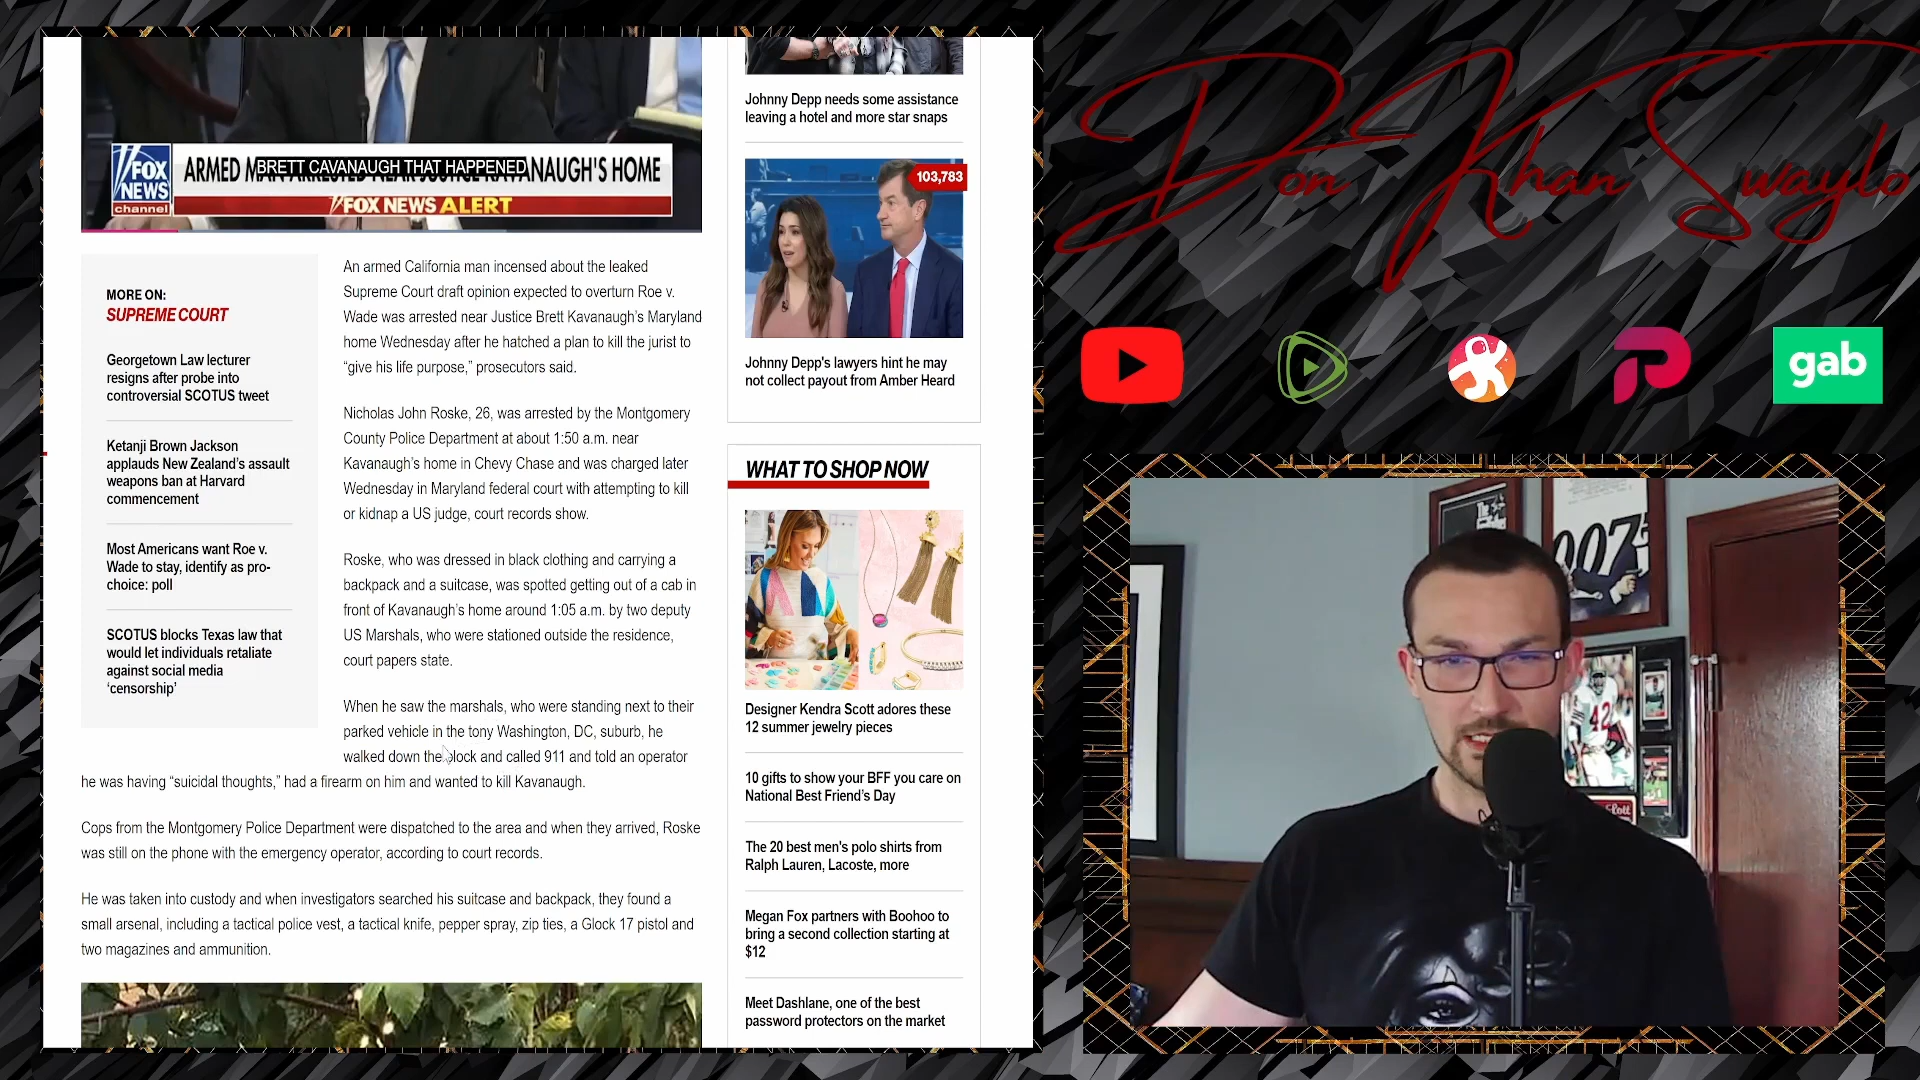 Don Khan Swaylo
FOX
NEWS
channel
BRETT CAVANAUGH THAT HAPPENED
NAUGH'S HOME
FOX NEWS ALERT
MORE ON:
SUPREME COURT
Georgetown Law lecturer
resigns after probe into
controversial SCOTUS tweet
Ketanji Brown Jackson
applauds New Zealand's assault
weapons ban at Harvard
commencement
Most Americans want Roe v.
Wade to stay, identify as pro-
choice: poll
SCOTUS blocks Texas law that
would let individuals retaliate
against social media
‘censorship’
An armed California man incensed about the leaked
Supreme Court draft opinion expected to overturn Roe v.
Wade was arrested near Justice Brett Kavanaugh’s Maryland
home Wednesday after he hatched a plan to kill the jurist to
“give his life purpose,” prosecutors said.
Nicholas John Roske, 26, was arrested by the Montgomery
County Police Department at about 1:50 a.m. near
Kavanaugh’s home in Chevy Chase and was charged later
Wednesday in Maryland federal court with attempting to kill
or kidnap a US judge, court records show.
Roske, who was dressed in black clothing and carrying a
backpack and a suitcase, was spotted getting out of a cab in
front of Kavanaugh’s home around 1:05 a.m. by two deputy
US Marshals, who were stationed outside the residence,
court papers state.
When he saw the marshals, who were standing next to their
parked vehicle in the tony Washington, DC, suburb, he
walked down the block and called 911 and told an operator
he was having “suicidal thoughts,” had a firearm on him and wanted to kill Kavanaugh.
Cops from the Montgomery Police Department were dispatched to the area and when they arrived, Roske
was still on the phone with the emergency operator, according to court records.
He was taken into custody and when investigators searched his suitcase and backpack, they found a
small arsenal, including a tactical police vest, a tactical knife, pepper spray, zip ties, a Glock 17 pistol and
two magazines and ammunition.
Johnny Depp needs some assistance
leaving a hotel and more star snaps
103,783
Johnny Depp's lawyers hint he may
not collect payout from Amber Heard
WHAT TO SHOP NOW
Designer Kendra Scott adores these
12 summer jewelry pieces
10 gifts to show your BFF you care on
National Best Friend’s Day
The 20 best men's polo shirts from
Ralph Lauren, Lacoste, more
Megan Fox partners with Boohoo to
bring a second collection starting at
$12
Meet Dashlane, one of the best
password protectors on the market
gab
007
42